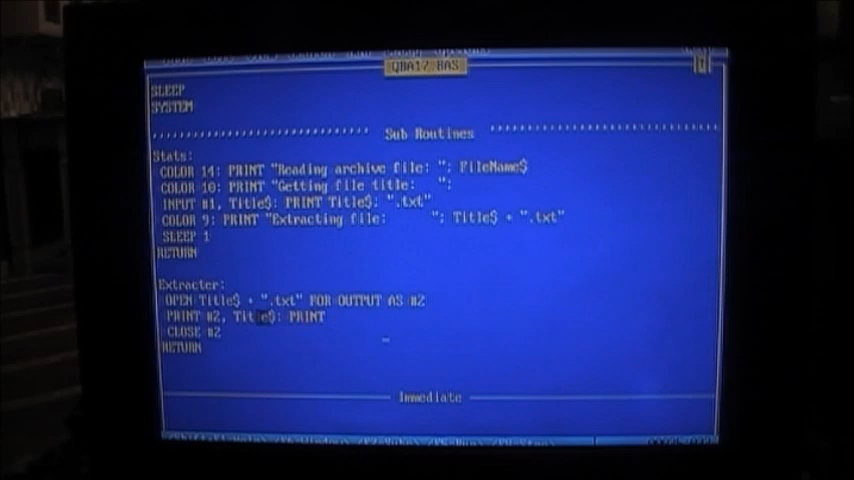 QBA17.BAS
SLEEP
SYSTEM
Sub Routines
Stats:
COLOR 14: PRINT "Reading archive file: "; FileName$
COLOR 10: PRINT "Getting file title: ";
INPUT #1, Title$: PRINT Title$; ".txt"
COLOR 9: PRINT "Extracting file: "; Title$ + ".txt"
SLEEP 1
RETURN
Extracter:
OPEN Title$ + ".txt" FOR OUTPUT AS #2
PRINT #2, Title$: PRINT
CLOSE #2
RETURN
Immediate